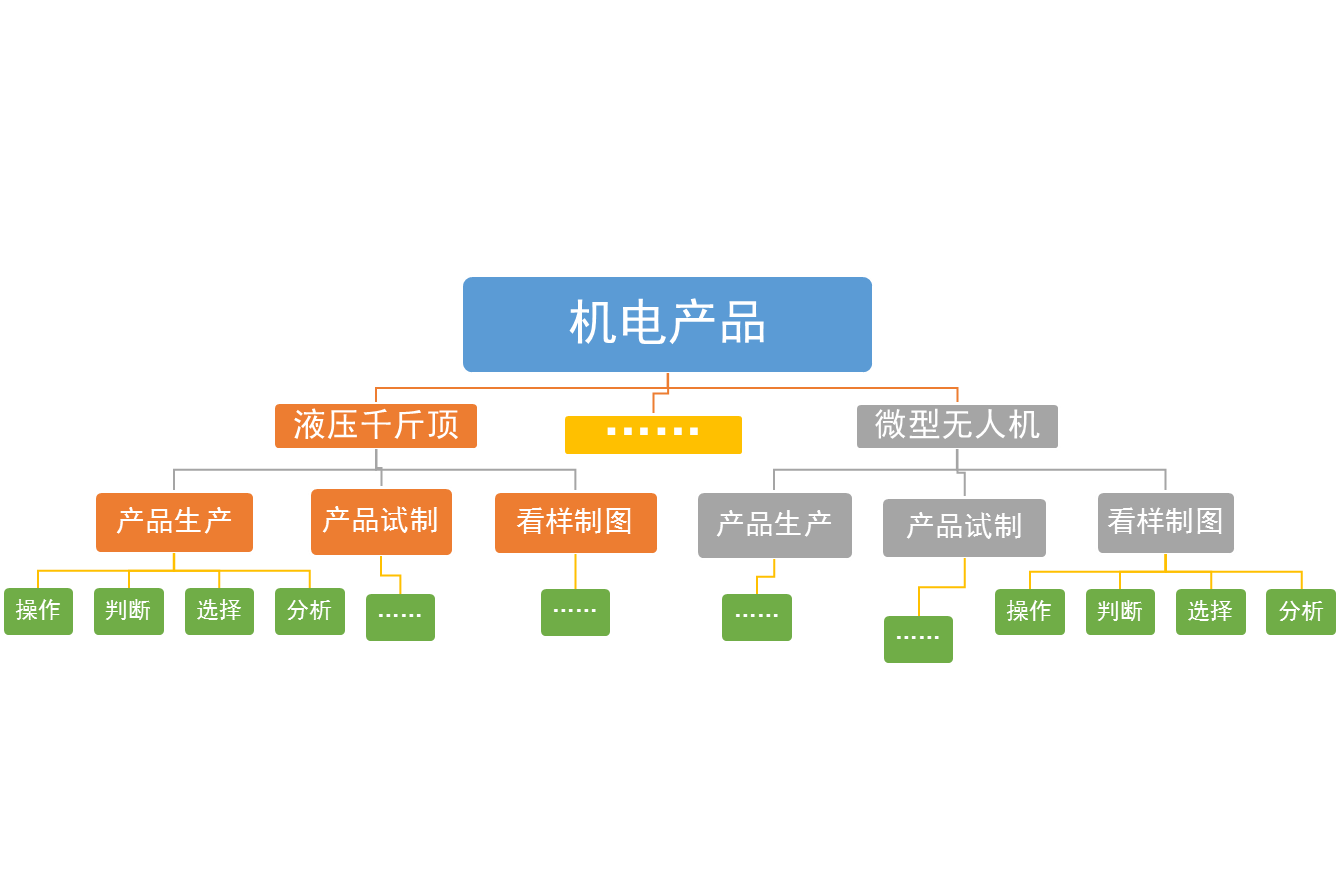 机电产品
液压千斤顶
……
微型无人机
产品生产
产品试制
看样制图
产品生产
产品试制
看样制图
操作
判断
选择
分析
……
……
……
……
操作
判断
选择
分析